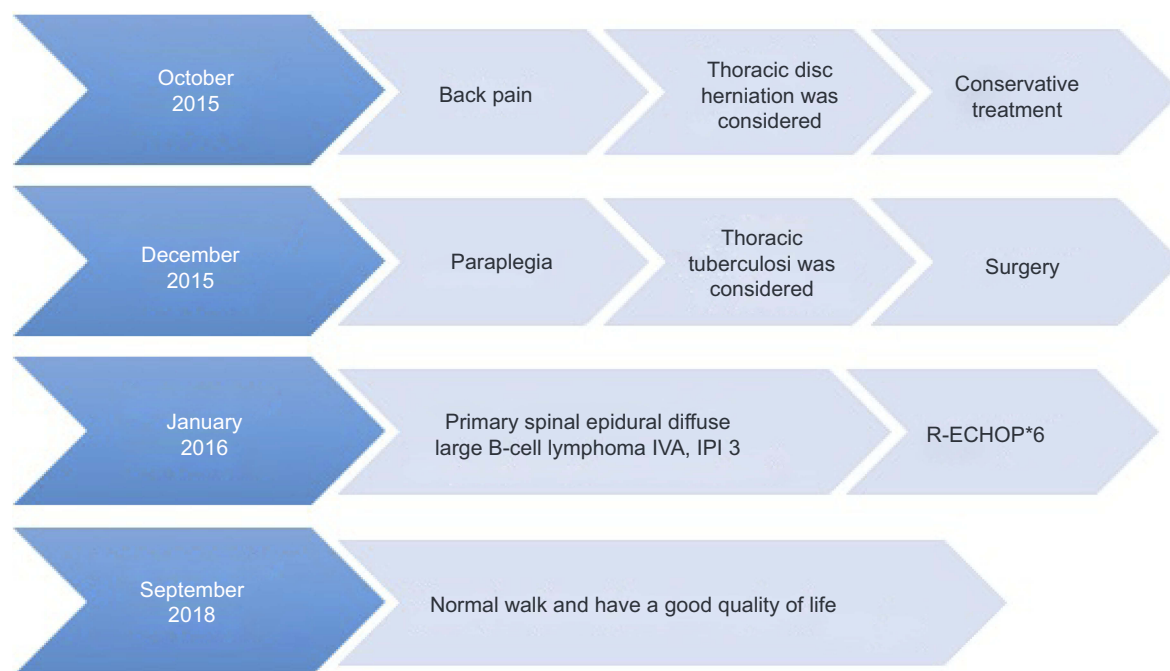 October
2015
Back pain
Thoracic disc
herniation was
considered
Conservative
treatment
December
2015
Paraplegia
Thoracic
tuberculosi was
considered
Surgery
January
2016
Primary spinal epidural diffuse
large B-cell lymphoma IVA, IPI 3
R-ECHOP*6
September
2018
Normal walk and have a good quality of life